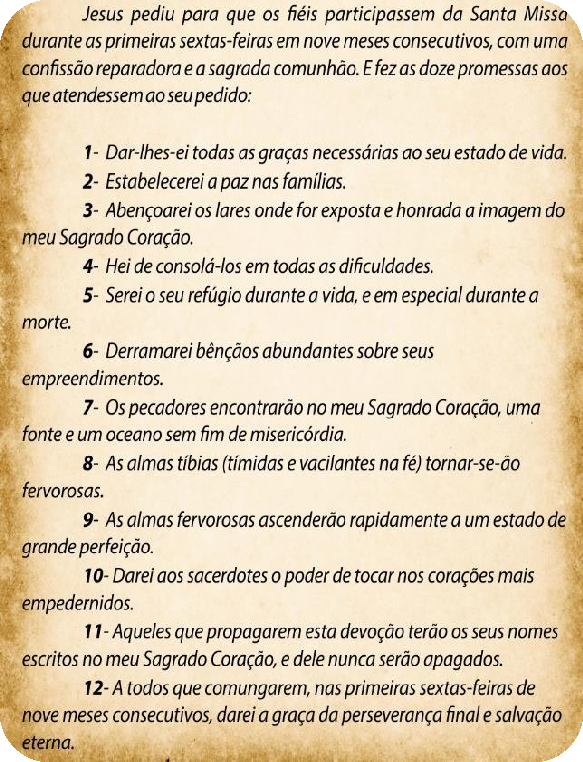 Jesus pediu para que os fiéis participassem da Santa Missa
durante as primeiras sextas-feiras em nove meses consecutivos, com uma
confissão reparadora e a sagrada comunhão. E fez as doze promessas aos
que atendessem ao seu pedido:
1- Dar-lhes-ei todas as graças necessárias ao seu estado de vida.
2- Estabelecerei a paz nas famílias.
3- Abençoarei os lares onde for exposta e honrada a imagem do
meu Sagrado Coração.
4- Hei de consolá-los em todas as dificuldades.
5- Serei o seu refúgio durante a vida, e em especial durante a
morte.
6- Derramarei bênçãos abundantes sobre seus
empreendimentos.
7- Os pecadores encontrarão no meu Sagrado Coração, uma
fonte e um oceano sem fim de misericórdia.
8- As almas tíbias (tímidas e vacilantes na fé) tornar-se-ão
fervorosas.
9- As almas fervorosas ascenderão rapidamente a um estado de
grande perfeição.
10- Darei aos sacerdotes o poder de tocar nos corações mais
empedernidos.
11- Aqueles que propagarem esta devoção terão os seus nomes
escritos no meu Sagrado Coração, e dele nunca serão apagados.
12- A todos que comungarem, nas primeiras sextas-feiras de
nove meses consecutivos, darei a graça da perseverança final e salvação
eterna.